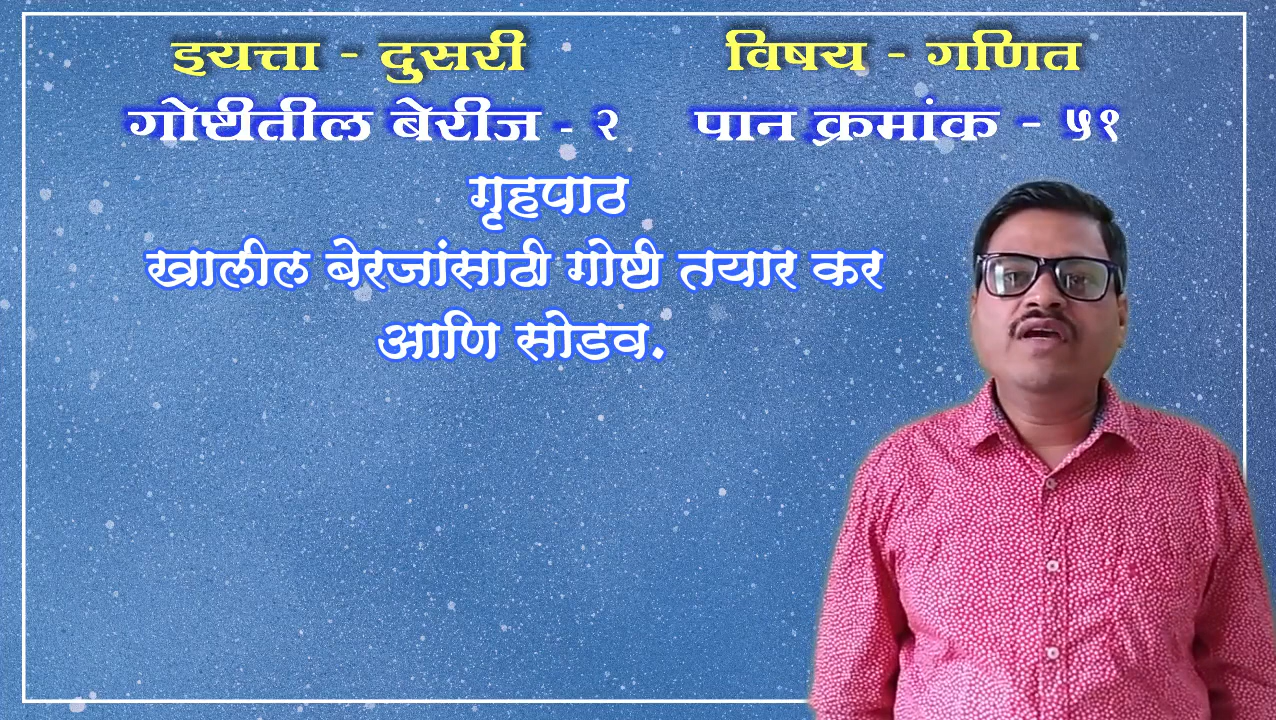 इयत्ता - दुसरी विषय - गणित
गोष्टीतील बेरीज - २ पान क्रमांक - ५१
गृहपाठ
खालील बेरजांसाठी गोष्टी तयार कर
आणि सोडव.